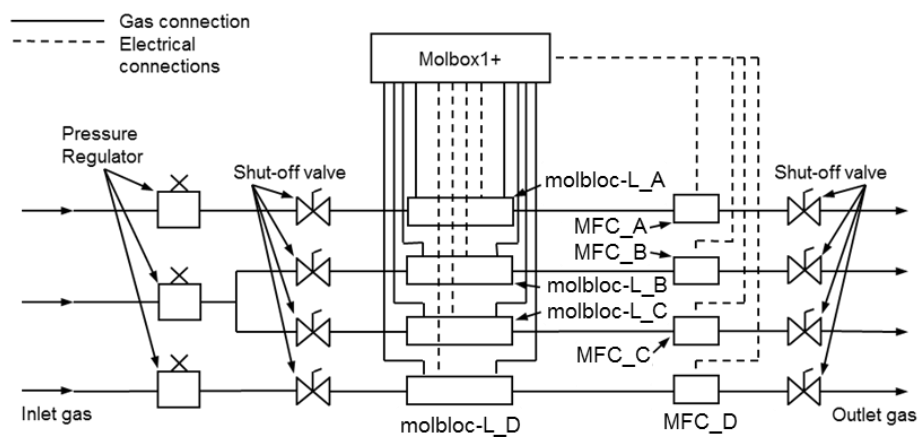 Gas connection
Electrical
connections
Molbox1+
Pressure
Regulator
Shut-off valve
Shut-off valve
molbloc-L_A
MFC_A
MFC_B
molbloc-L_B
molbloc-L_C
MFC_C
Inlet gas
molbloc-L_D
MFC_D
Outlet gas